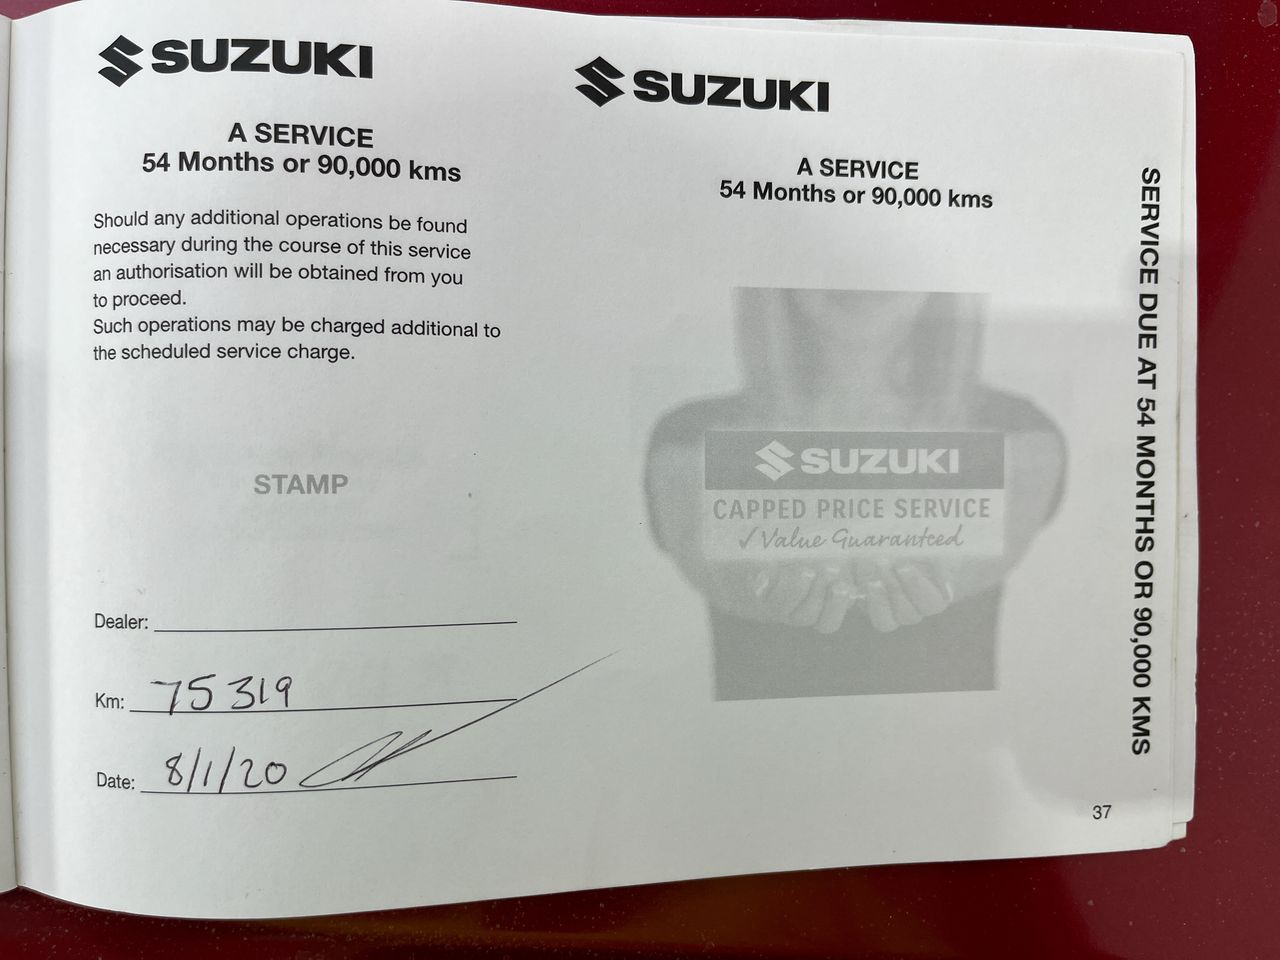 SUZUKI
A SERVICE
54 Months or 90,000 kms
Should any additional operations be found
necessary during the course of this service
an authorisation will be obtained from you
to proceed.
Such operations may be charged additional to
the scheduled service charge.
STAMP
Dealer:
Km: 75319
Date: 8/1/20
SUZUKI
A SERVICE
54 Months or 90,000 kms
SUZUKI
CAPPED PRICE SERVICE
✓Value Guaranteed
SERVICE DUE AT 54 MONTHS OR 90,000 KMS
37